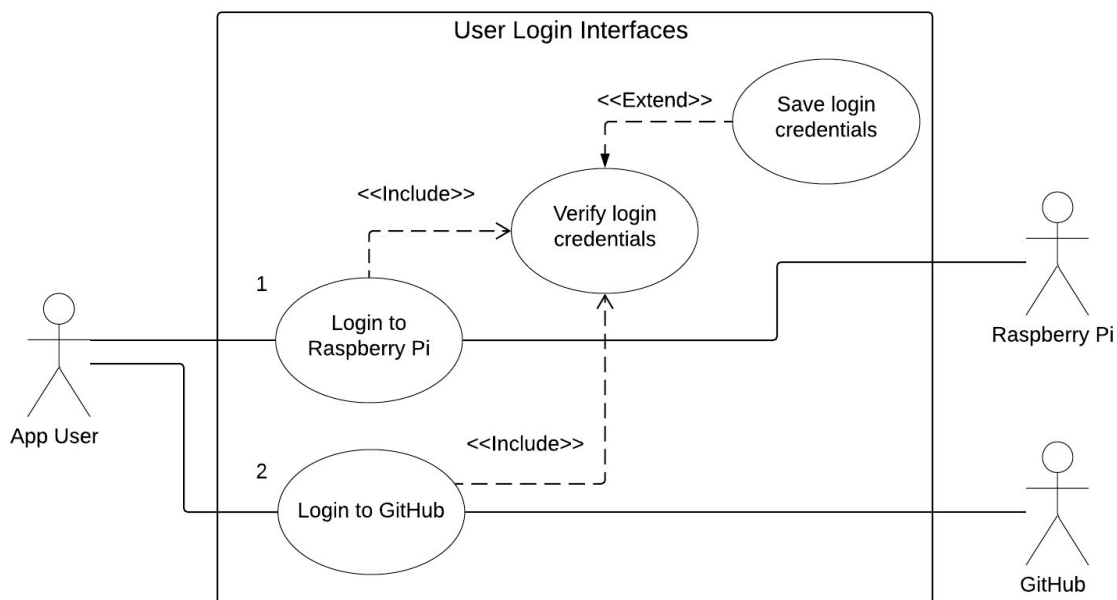 User Login Interfaces
<<Extend>>
Save login
credentials
<<Include>>
Verify login
credentials
1
Login to
Raspberry Pi
Raspberry Pi
App User
<<Include>>
2
Login to GitHub
GitHub